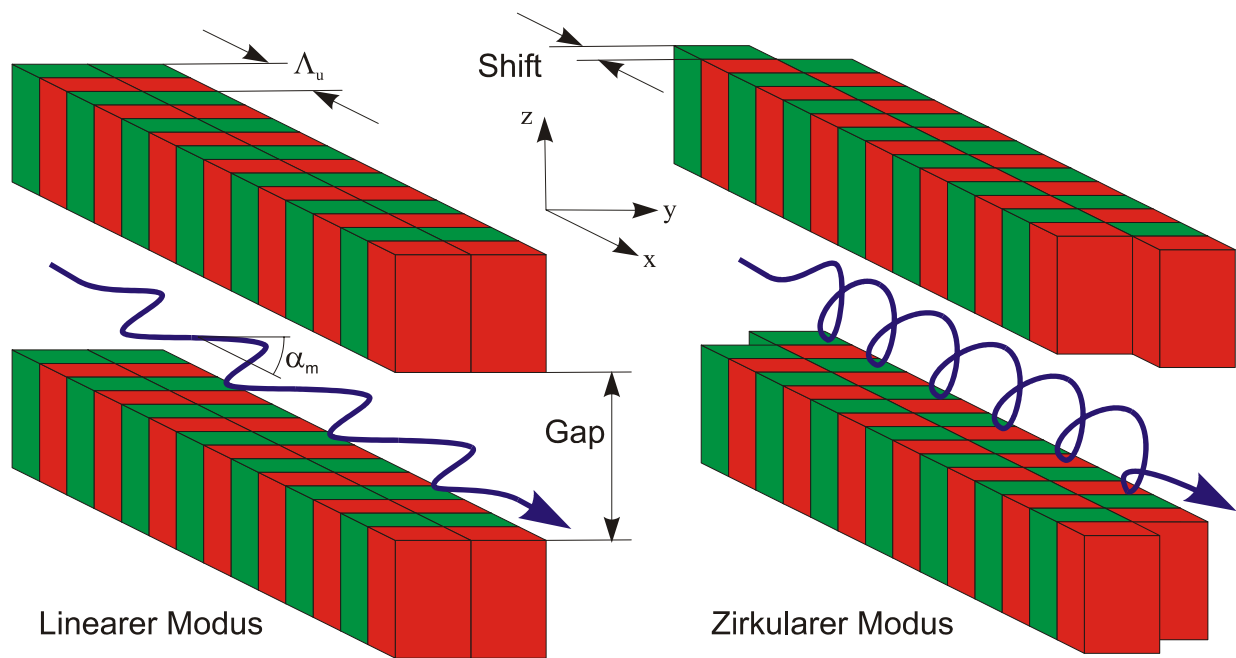 Λu
Shift
z
y
x
αm
Gap
Linearer Modus
Zirkularer Modus